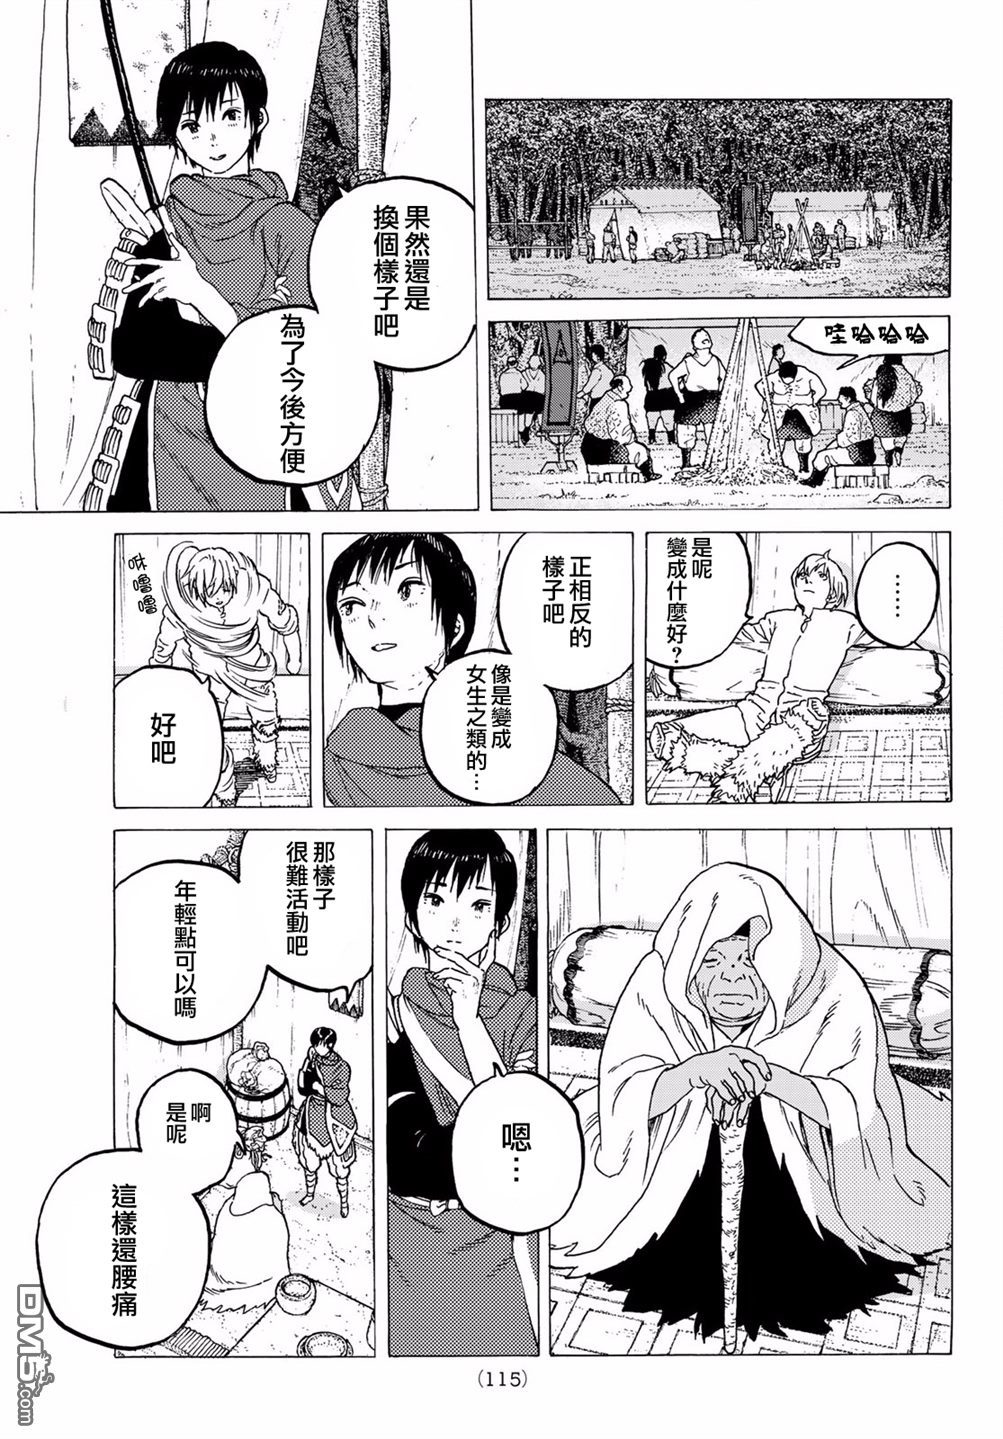 哇哈哈哈
果然還是
換個樣子吧
為了今後方便
……
是呢
變成什麼好?
正相反的
樣子吧
像是變成
女生之類的…
咻嚕嚕
好吧
嗯…
那樣子
很難活動吧
年輕點可以嗎
啊
是呢
這樣還腰痛
(115)
DM5.com